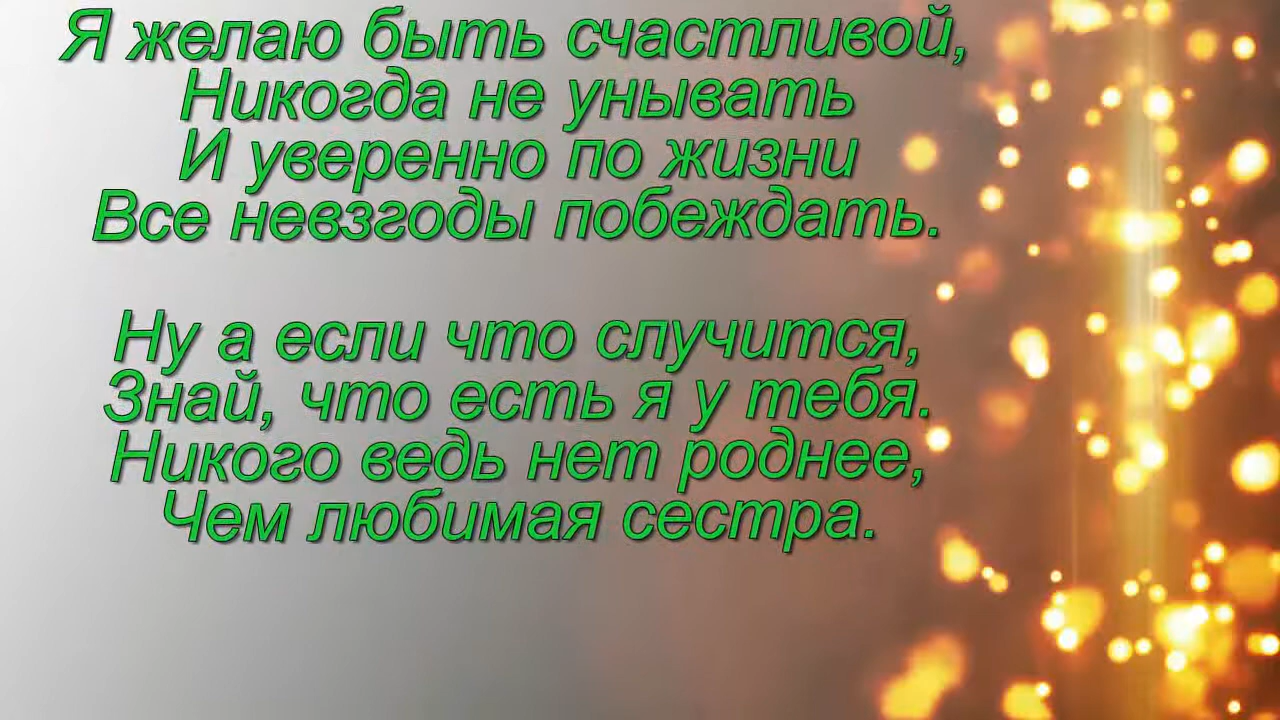 Я желаю быть счастливой,
Никогда не унывать
И уверенно по жизни
Все невзгоды побеждать.
Ну а если что случится,
Знай, что есть я у тебя.
Никого ведь нет роднее,
Чем любимая сестра.